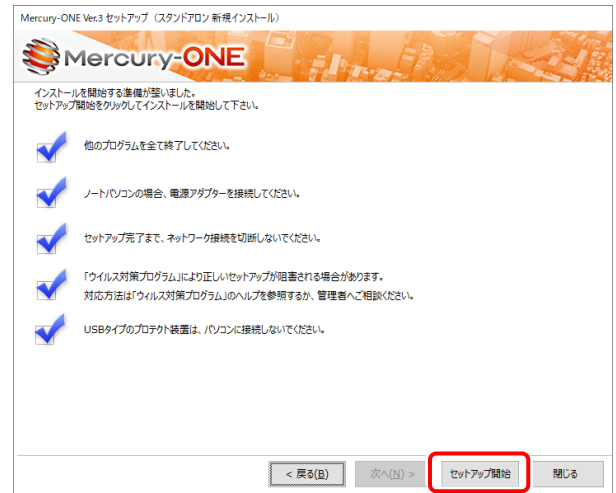 Mercury-ONE Ver.3 セットアップ（スタンドアロン 新規インストール）
Mercury-ONE
インストールを開始する準備が整いました。
セットアップ開始をクリックしてインストールを開始して下さい。
他のプログラムを全て終了してください。
ノートパソコンの場合、電源アダプターを接続してください。
セットアップ完了まで、ネットワーク接続を切断しないでください。
「ウイルス対策プログラム」により正しいセットアップが阻害される場合があります。
対応方法は「ウィルス対策プログラム」のヘルプを参照するか、管理者へご相談ください。
USBタイプのプロテクト装置は、パソコンに接続しないでください。
< 戻る(B) 次へ(N) > セットアップ開始 閉じる